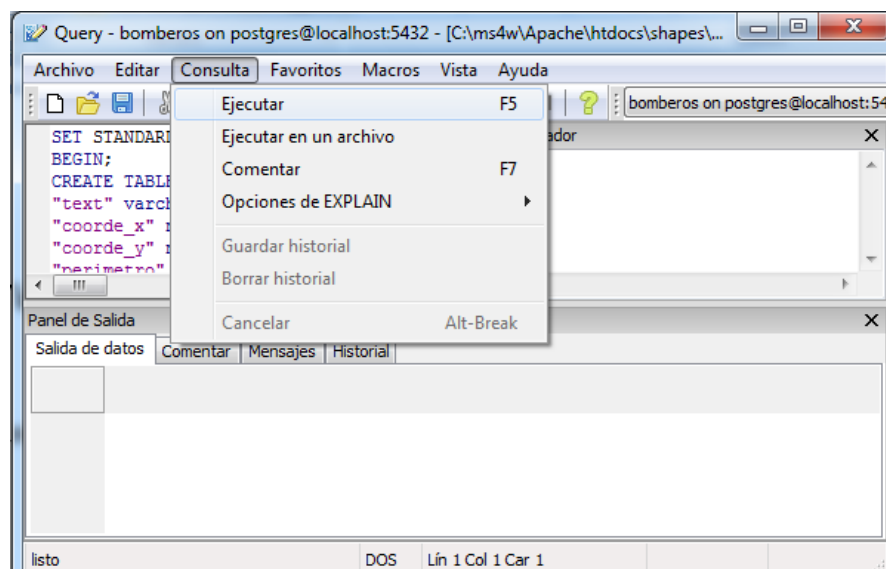 Query - bomberos on postgres@localhost:5432 - [C:\ms4w\Apache\htdocs\shapes\...
Archivo Editar Consulta Favoritos Macros Vista Ayuda
bomberos on postgres@localhost:54
Ejecutar F5
Ejecutar en un archivo
Comentar F7
Opciones de EXPLAIN
Guardar historial
Borrar historial
Cancelar Alt-Break
ador
SET STANDARD
BEGIN;
CREATE TABLE
"text" varch
"coorde_x" n
"coorde_y" n
"perimetro"
Panel de Salida
Salida de datos Comentar Mensajes Historial
listo DOS Lín 1 Col 1 Car 1